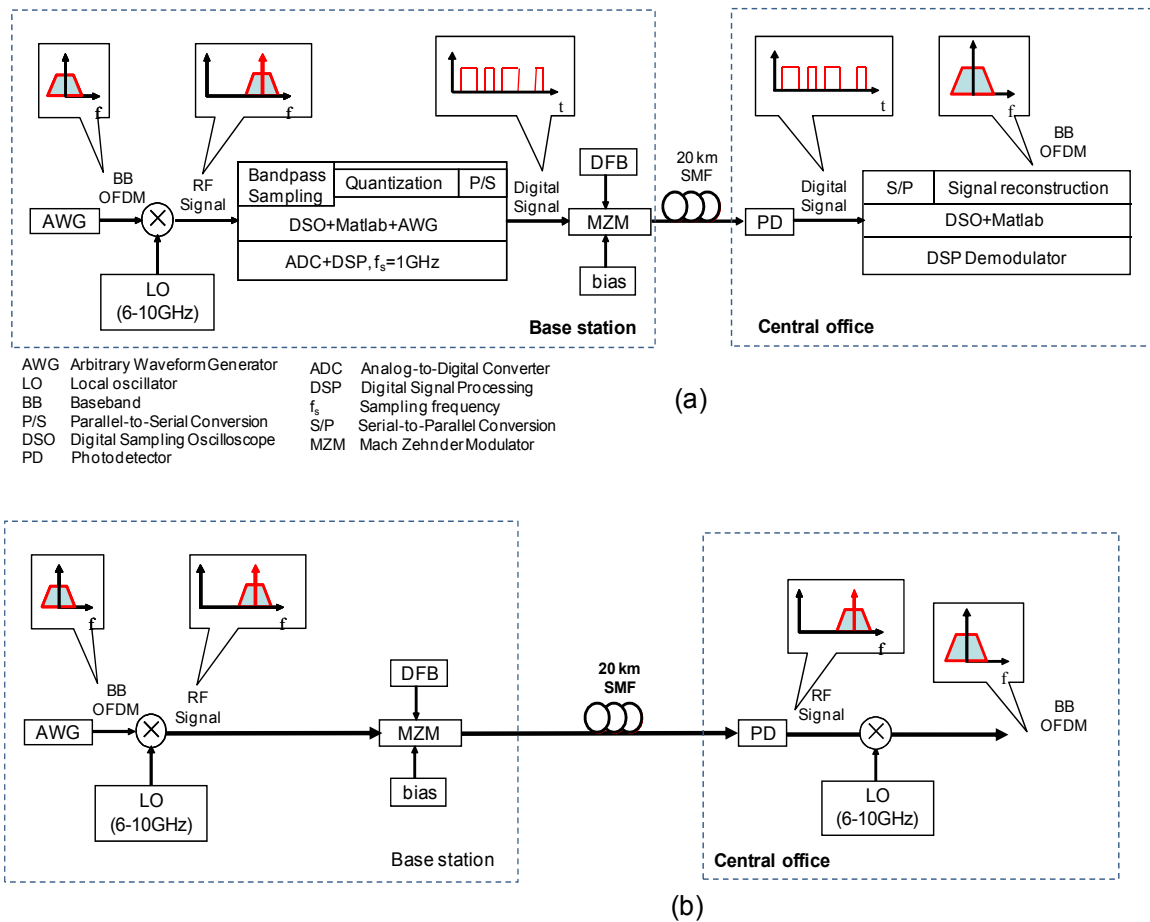 f
f
t
t
f
BB
OFDM
RF
Signal
Bandpass
Sampling
Quantization
P/S
Digital
Signal
DFB
20 km
SMF
Digital
Signal
BB
OFDM
S/P
Signal reconstruction
AWG
DSO+Matlab+AWG
MZM
PD
DSO+Matlab
ADC+DSP, fs=1GHz
DSP Demodulator
LO
(6-10GHz)
bias
Base station
Central office
AWG Arbitrary Waveform Generator
LO Local oscillator
BB Baseband
P/S Parallel-to-Serial Conversion
DSO Digital Sampling Oscilloscope
PD Photodetector
ADC Analog-to-Digital Converter
DSP Digital Signal Processing
fs Sampling frequency
S/P Serial-to-Parallel Conversion
MZM Mach Zehnder Modulator
(a)
f
f
f
f
BB
OFDM
RF
Signal
DFB
20 km
SMF
RF
Signal
BB
OFDM
AWG
MZM
PD
LO
(6-10GHz)
bias
LO
(6-10GHz)
Base station
Central office
(b)